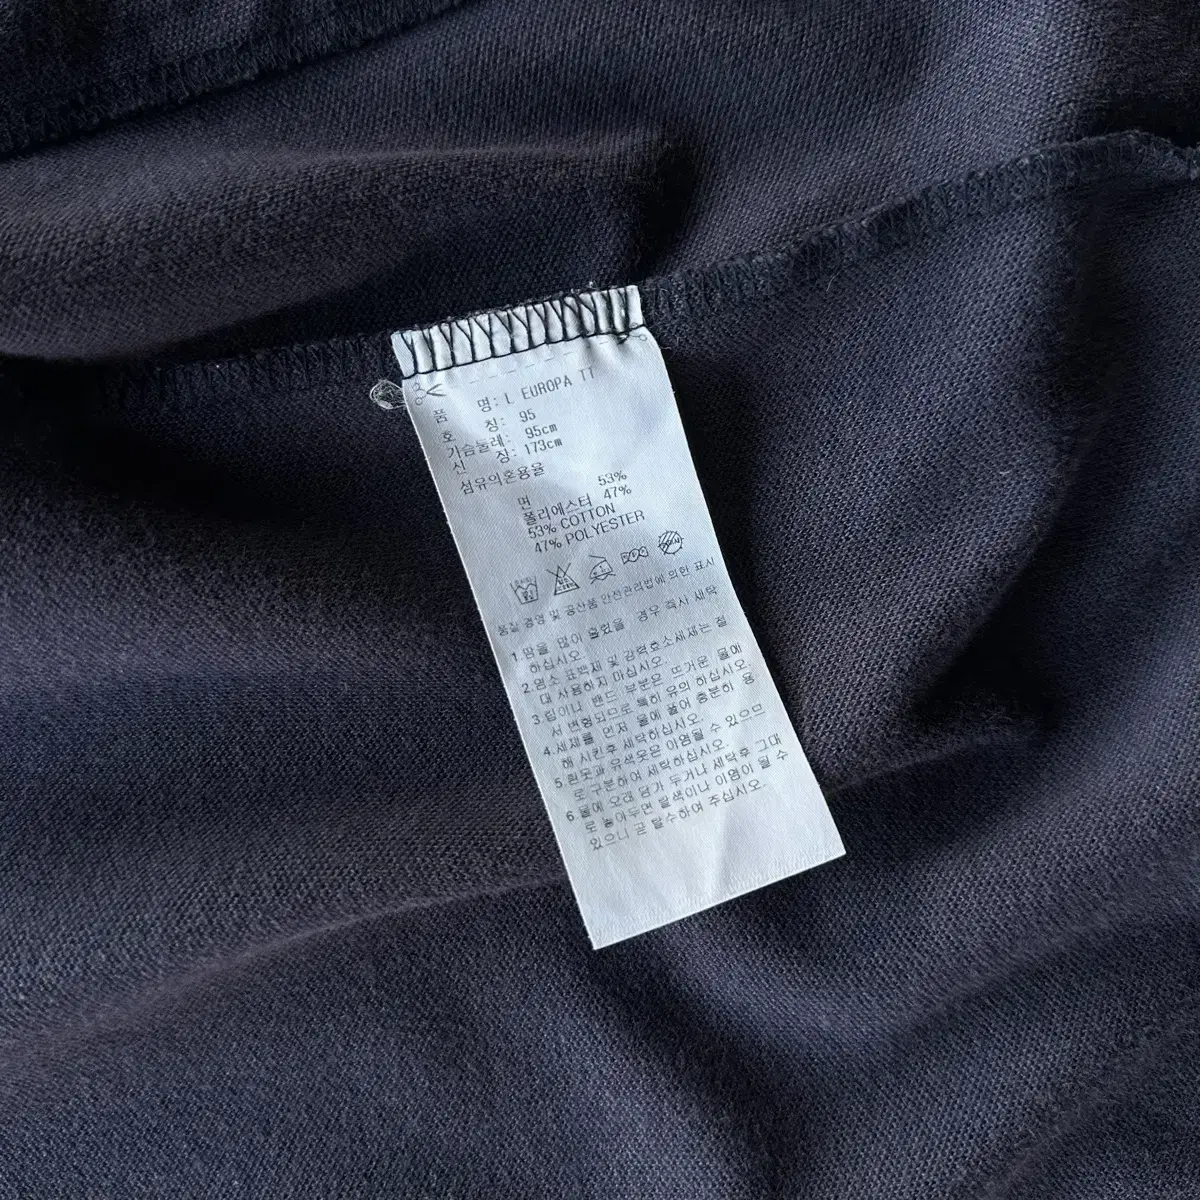 품 명: L EUROPA TT
호 칭: 95
가슴둘레: 95cm
신 장: 173cm
섬유의혼용율
면 53%
폴리에스터 47%
53% COTTON
47% POLYESTER
품질 경영 및 공산품 안전관리법에 의한 표시
1.땀을 많이 흘렸을 경우 즉시 세탁
하십시오.
2.염소 표백제 및 강력효소세제는 절
대 사용하지 마십시오.
3.립이나 밴드 부분은 뜨거운 물에
서 변형되므로 특히 유의 하십시오.
4.세제를 먼저 물에 풀어 충분히 용
해 시킨후 세탁하십시오.
5.흰옷과 유색옷은 이염될 수 있으므
로 구분하여 세탁하십시오.
6.물에 오래 담가 두거나 세탁후 그대
로 놓아두면 탈색이나 이염이 될 수
있으니 곧 탈수하여 주십시오.